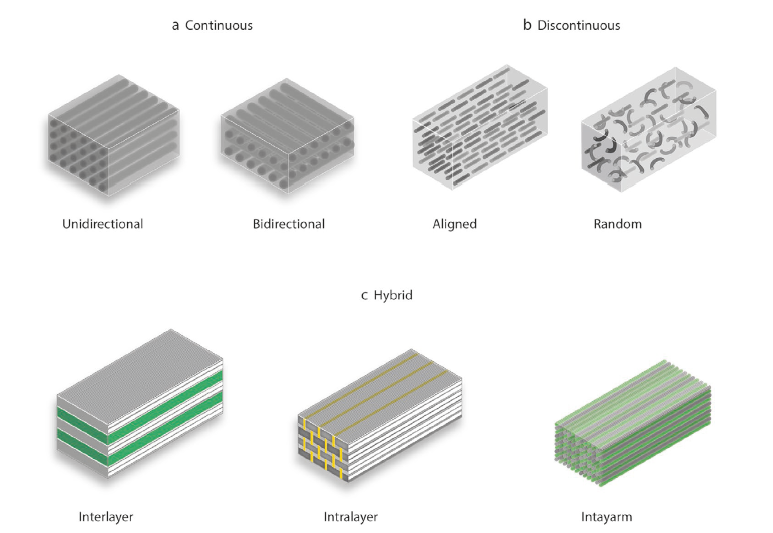 a Continuous
b Discontinuous
Unidirectional
Bidirectional
Aligned
Random
c Hybrid
Interlayer
Intralayer
Intayarm